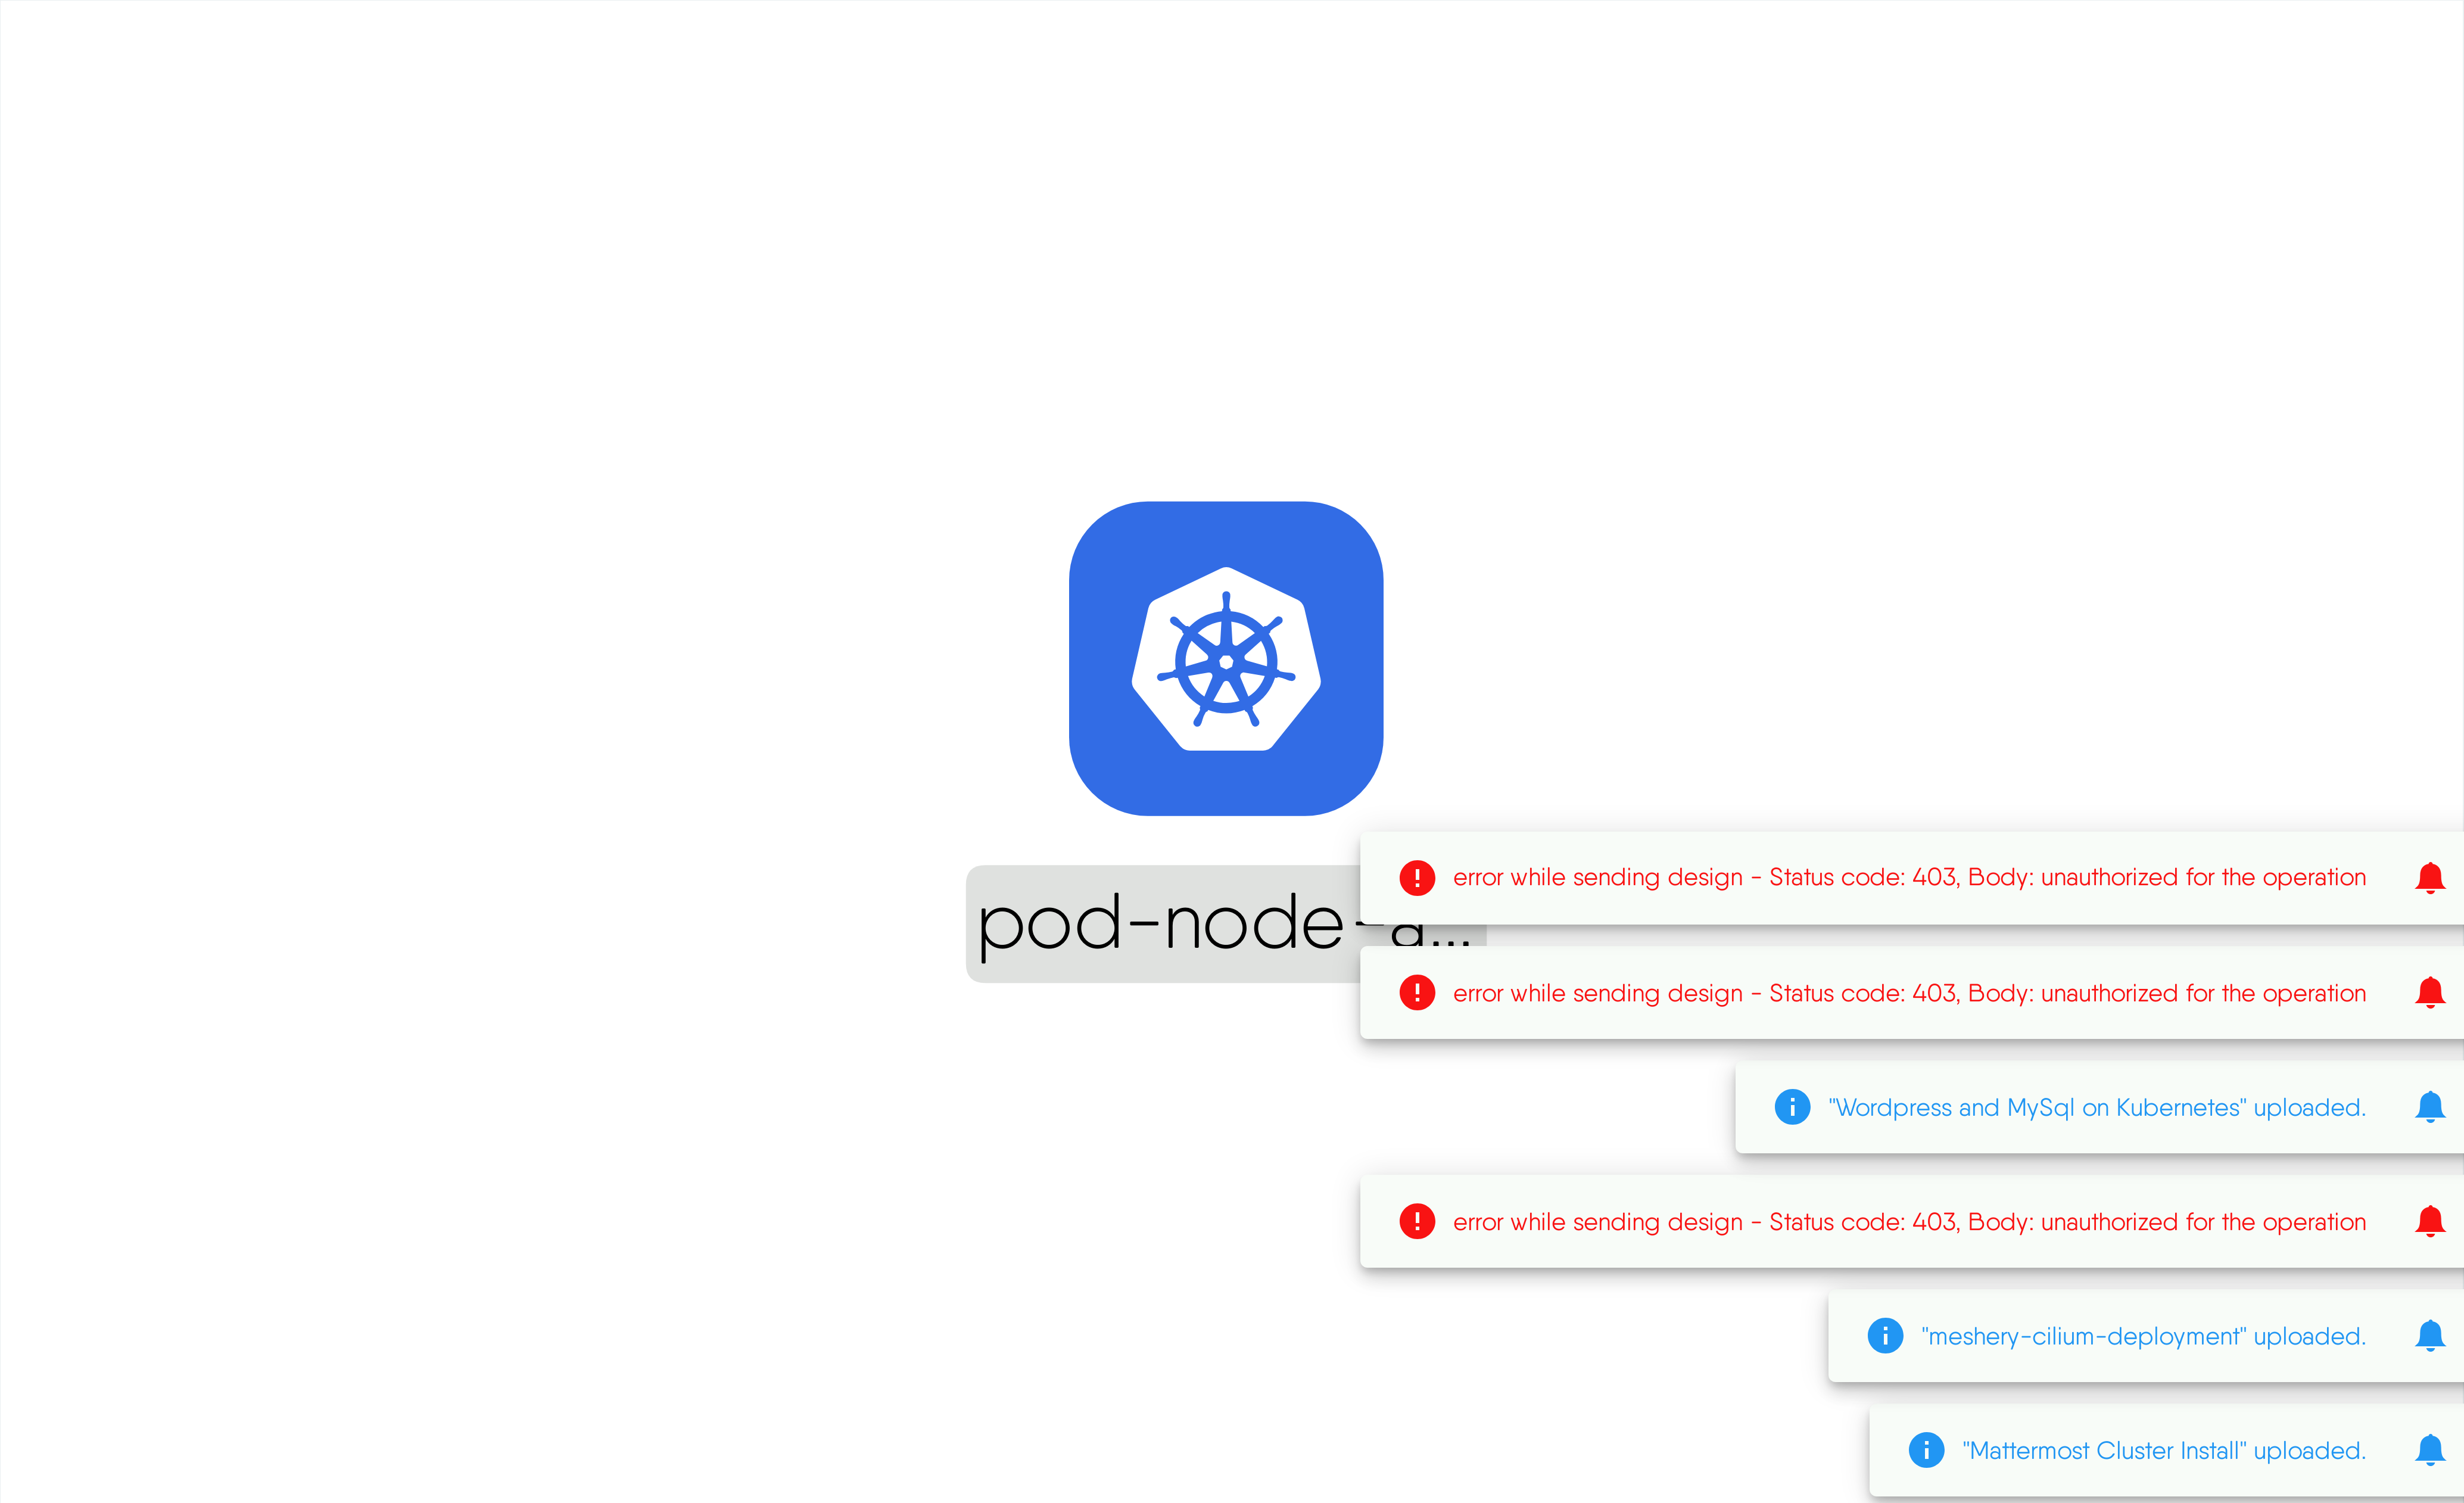 pod-node-
error while sending design - Status code: 403, Body: unauthorized for the operation
error while sending design - Status code: 403, Body: unauthorized for the operation
"Wordpress and MySql on Kubernetes" uploaded.
error while sending design - Status code: 403, Body: unauthorized for the operation
"meshery-cilium-deployment" uploaded.
"Mattermost Cluster Install" uploaded.